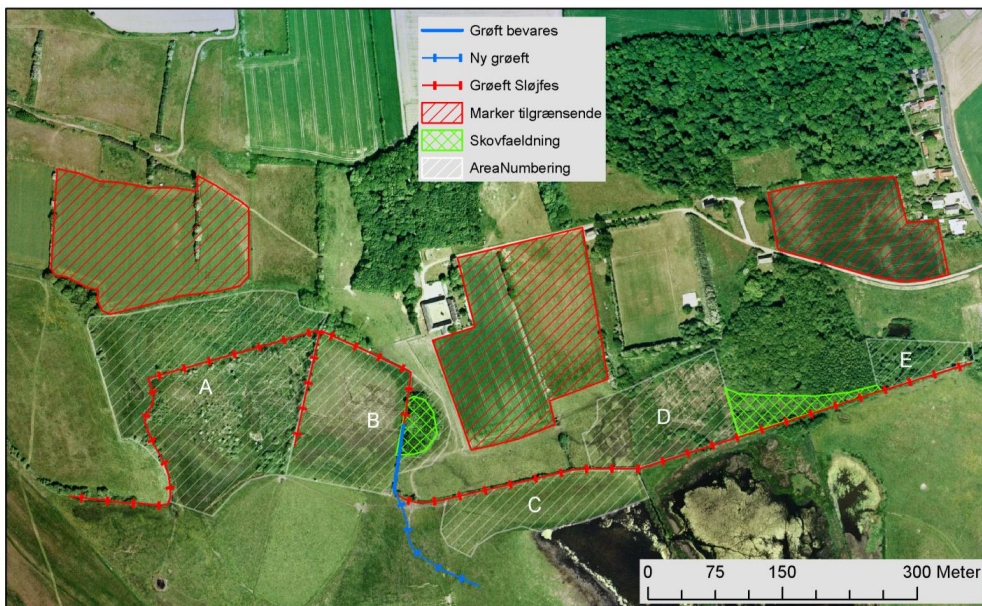 Grøft bevares
Ny grøeft
Grøeft Sløjfes
Marker tilgrænsende
Skovfaeldning
AreaNumbering
A
B
C
D
E
0 75 150 300 Meter